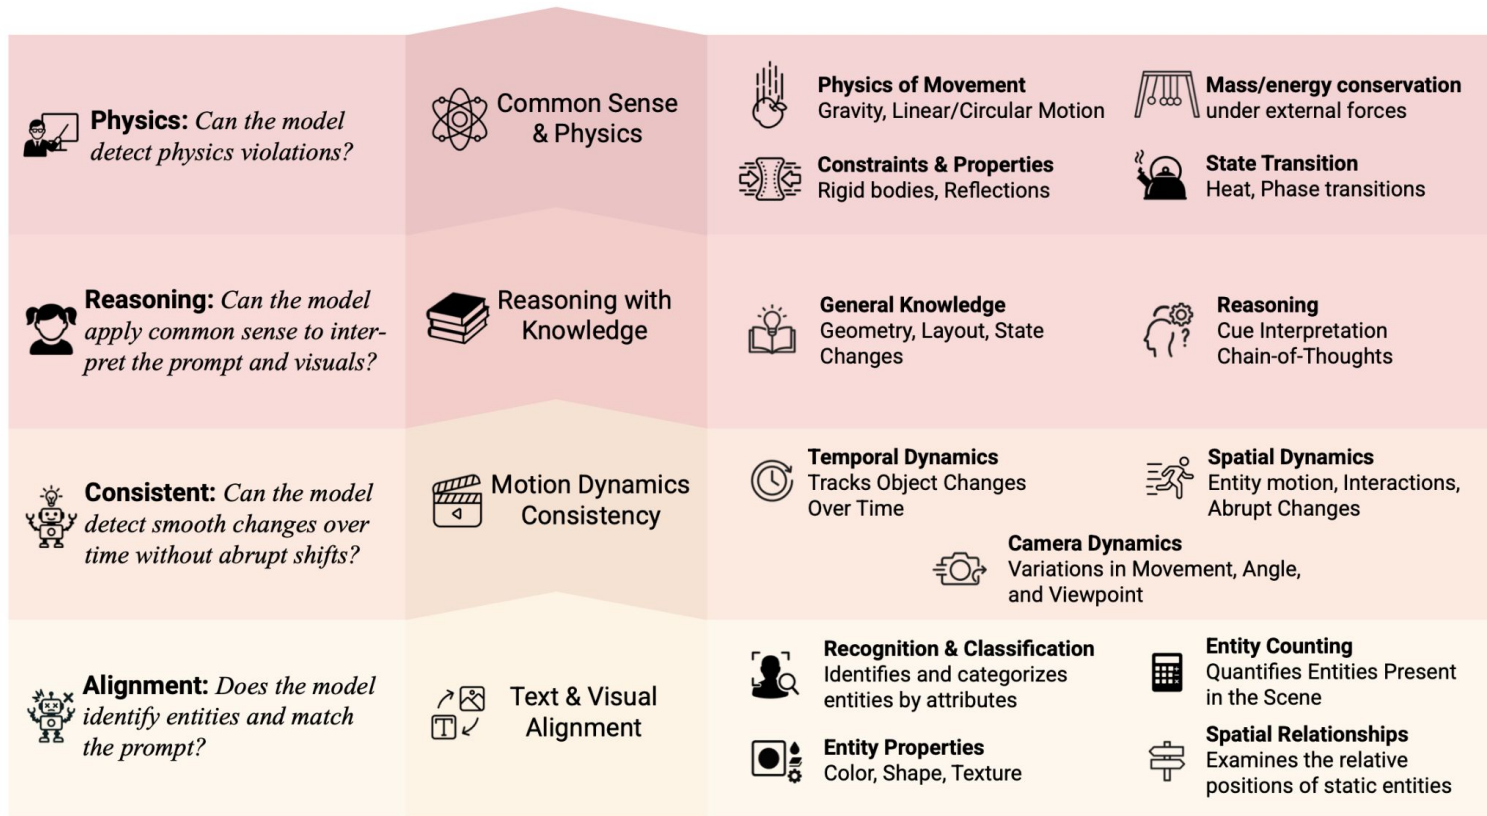 Physics: Can the model
detect physics violations?
Common Sense
& Physics
Physics of Movement
Gravity, Linear/Circular Motion
Mass/energy conservation
under external forces
Constraints & Properties
Rigid bodies, Reflections
State Transition
Heat, Phase transitions
Reasoning: Can the model
apply common sense to inter-
pret the prompt and visuals?
Reasoning with
Knowledge
General Knowledge
Geometry, Layout, State
Changes
Reasoning
Cue Interpretation
Chain-of-Thoughts
Consistent: Can the model
detect smooth changes over
time without abrupt shifts?
Motion Dynamics
Consistency
Temporal Dynamics
Tracks Object Changes
Over Time
Spatial Dynamics
Entity motion, Interactions,
Abrupt Changes
Camera Dynamics
Variations in Movement, Angle,
and Viewpoint
Alignment: Does the model
identify entities and match
the prompt?
T
Text & Visual
Alignment
Recognition & Classification
Identifies and categorizes
entities by attributes
Entity Counting
Quantifies Entities Present
in the Scene
Entity Properties
Color, Shape, Texture
Spatial Relationships
Examines the relative
positions of static entities